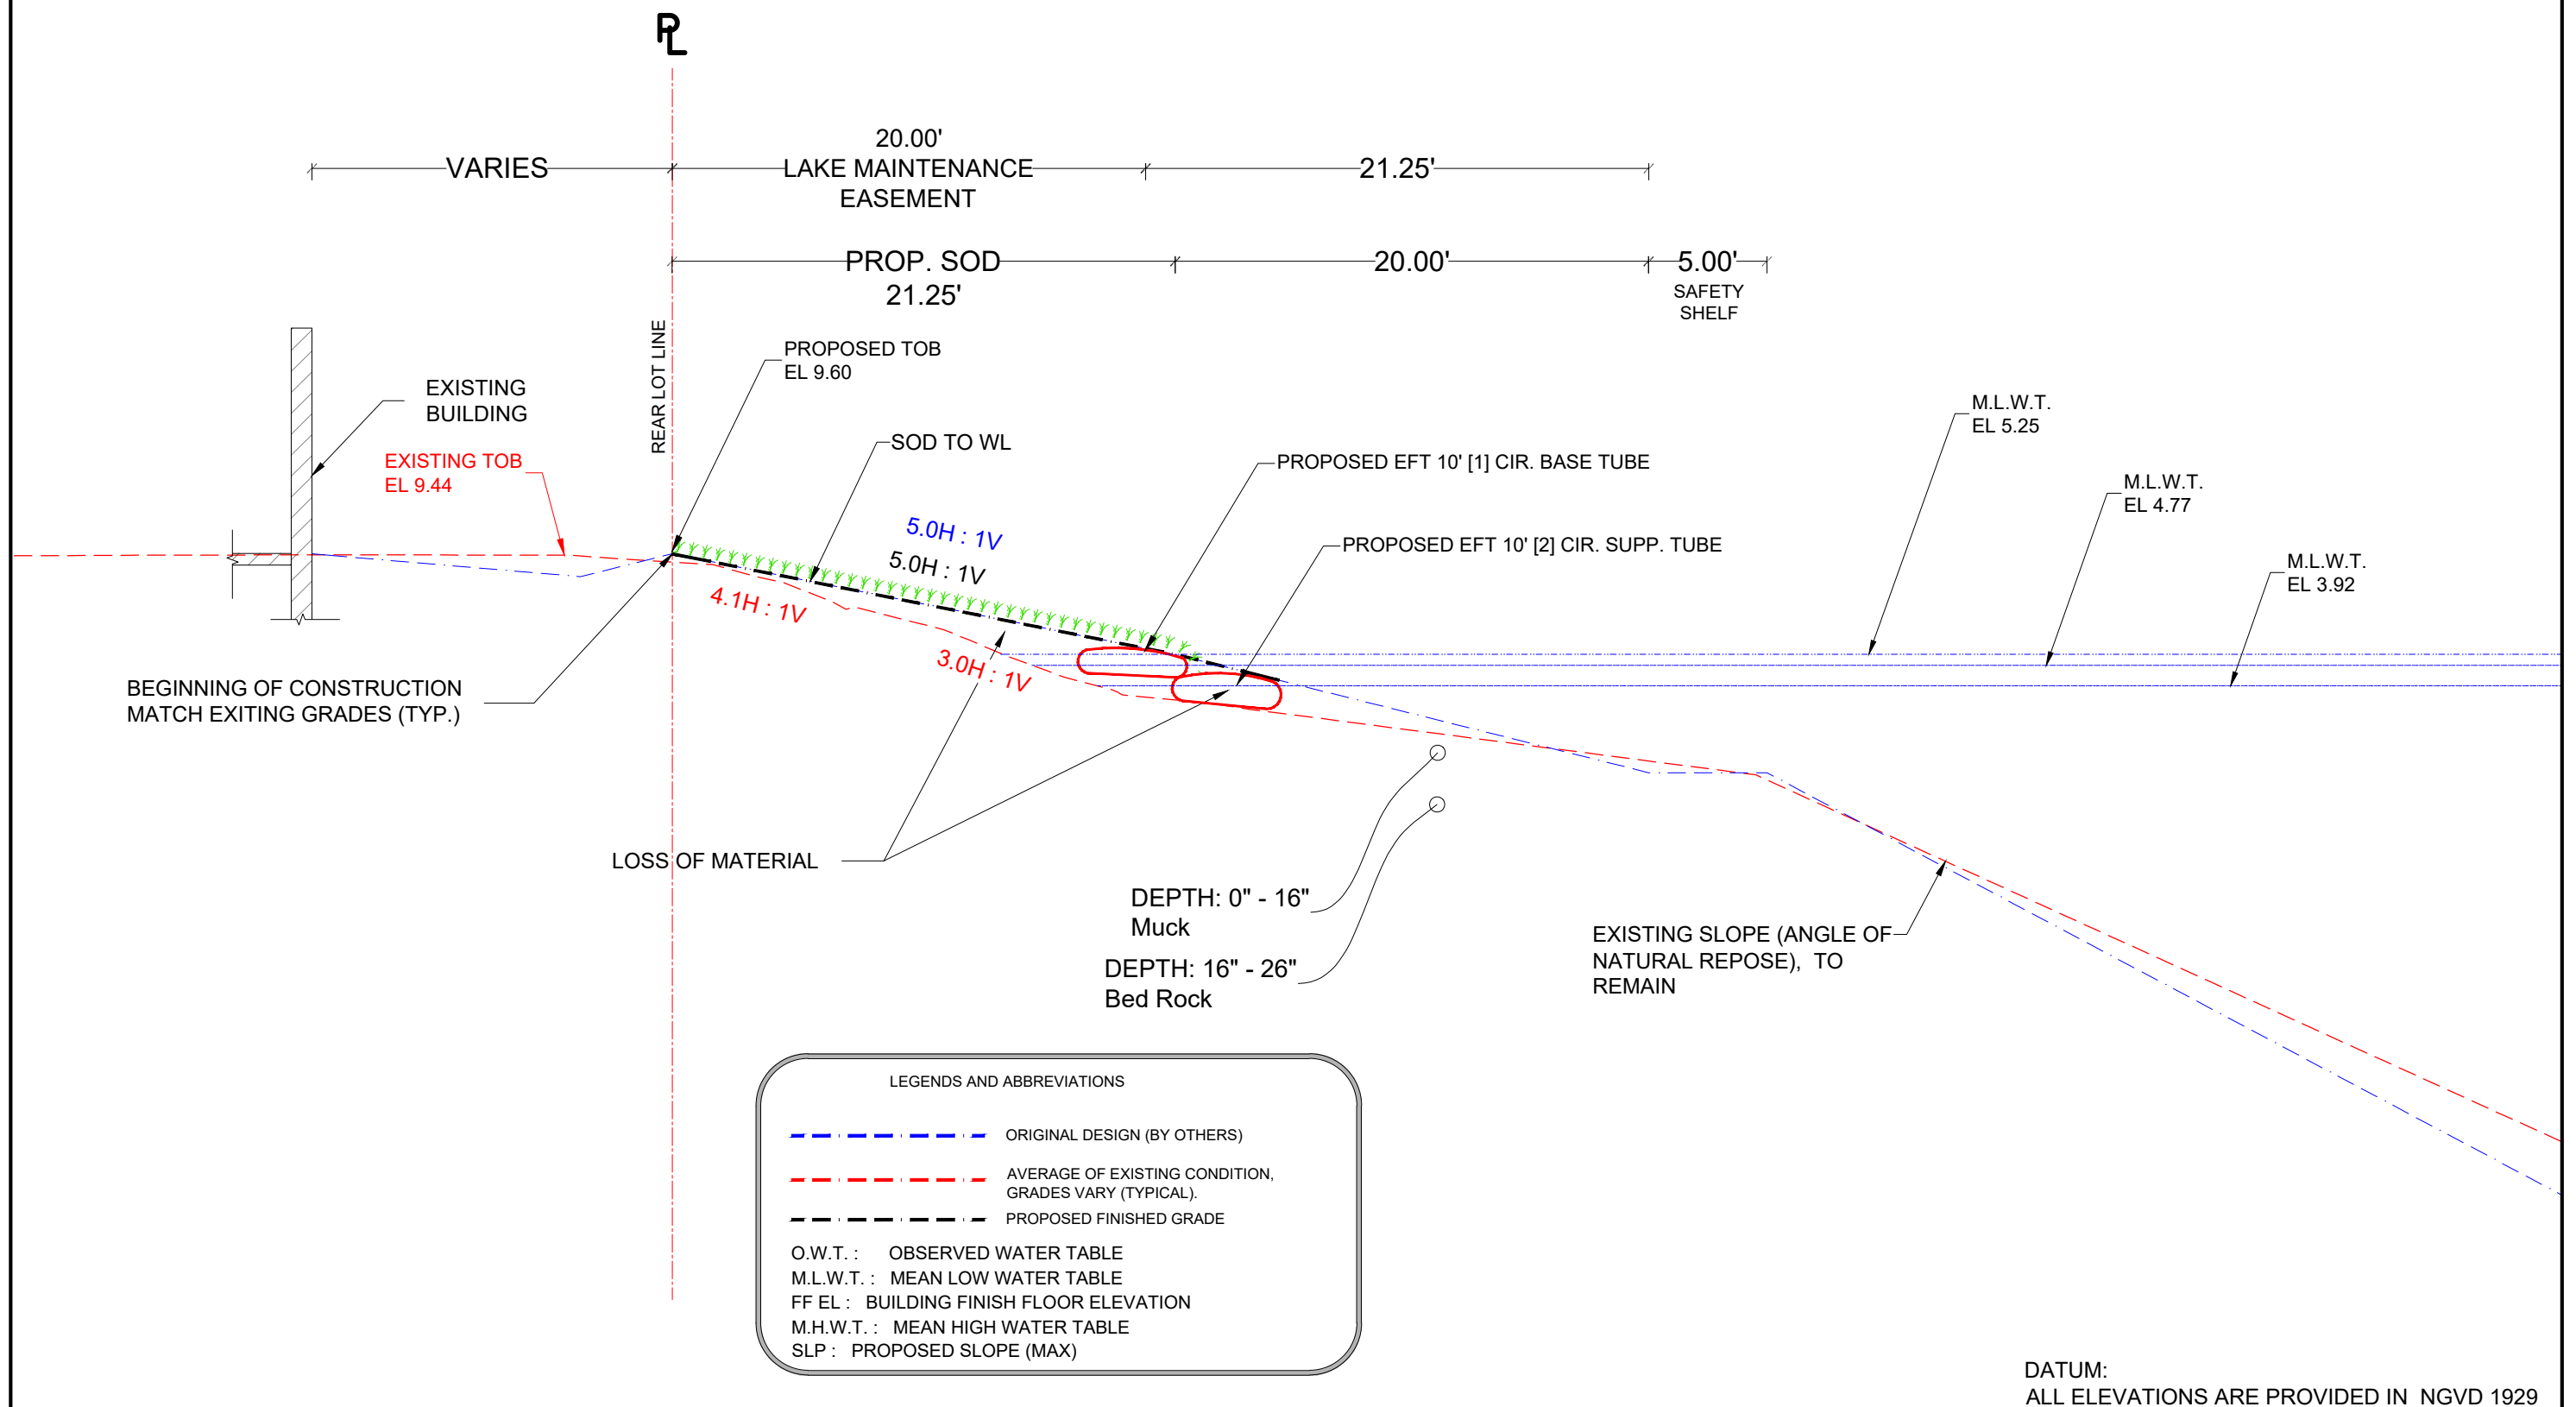 PL
20.00'
VARIES
LAKE MAINTENANCE
21.25'
EASEMENT
PROP. SOD
20.00'
5.00'
21.25'
SAFETY
SHELF
REAR LOT LINE
PROPOSED TOB
EL 9.60
EXISTING
BUILDING
M.L.W.T.
EL 5.25
SOD TO WL
EXISTING TOB
EL 9.44
PROPOSED EFT 10' [1] CIR. BASE TUBE
M.L.W.T.
EL 4.77
5.0H : 1V
5.0H : 1V
PROPOSED EFT 10' [2] CIR. SUPP. TUBE
M.L.W.T.
EL 3.92
4.1H : 1V
3.0H : 1V
BEGINNING OF CONSTRUCTION
MATCH EXITING GRADES (TYP.)
LOSS OF MATERIAL
DEPTH: 0" - 16"
Muck
DEPTH: 16" - 26"
Bed Rock
EXISTING SLOPE (ANGLE OF
NATURAL REPOSE), TO
REMAIN
LEGENDS AND ABBREVIATIONS
ORIGINAL DESIGN (BY OTHERS)
AVERAGE OF EXISTING CONDITION,
GRADES VARY (TYPICAL).
PROPOSED FINISHED GRADE
O.W.T. : OBSERVED WATER TABLE
M.L.W.T. : MEAN LOW WATER TABLE
FF EL : BUILDING FINISH FLOOR ELEVATION
M.H.W.T. : MEAN HIGH WATER TABLE
SLP : PROPOSED SLOPE (MAX)
DATUM:
ALL ELEVATIONS ARE PROVIDED IN NGVD 1929